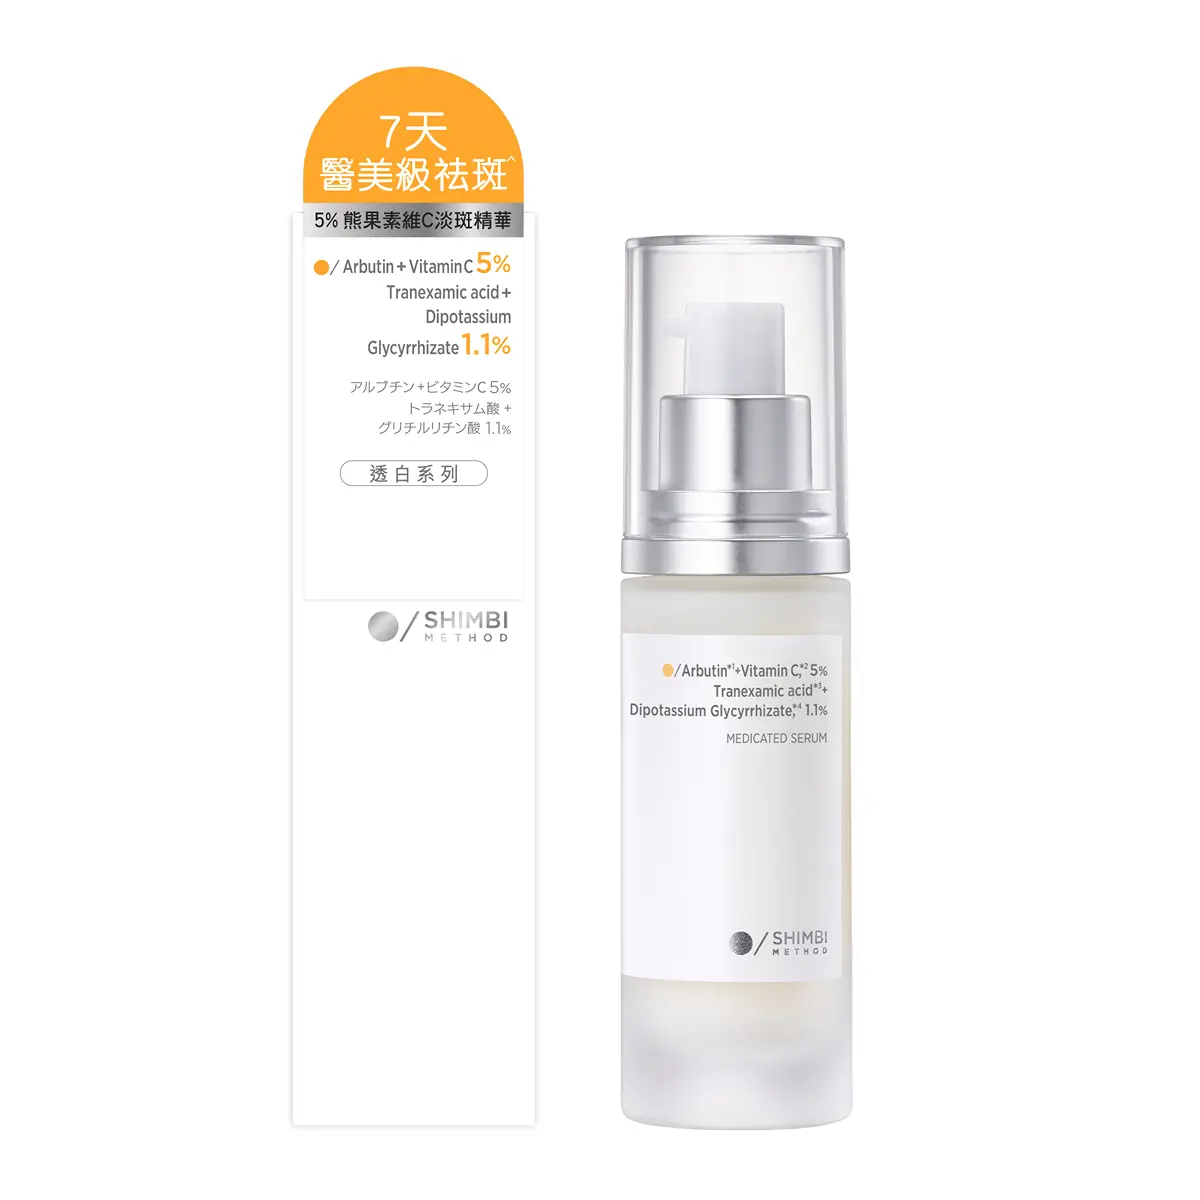 7天
醫美級祛斑^
5% 熊果素維C淡斑精華
/ Arbutin + Vitamin C 5%
Tranexamic acid +
Dipotassium
Glycyrrhizate 1.1%
アルブチン + ビタミンC 5%
トラネキサム酸 +
グリチルリチン酸 1.1%
透白系列
/ SHIMBI
METHOD
/ Arbutin*1+Vitamin C,*2 5%
Tranexamic acid*3+
Dipotassium Glycyrrhizate,*4 1.1%
MEDICATED SERUM
/ SHIMBI
METHOD